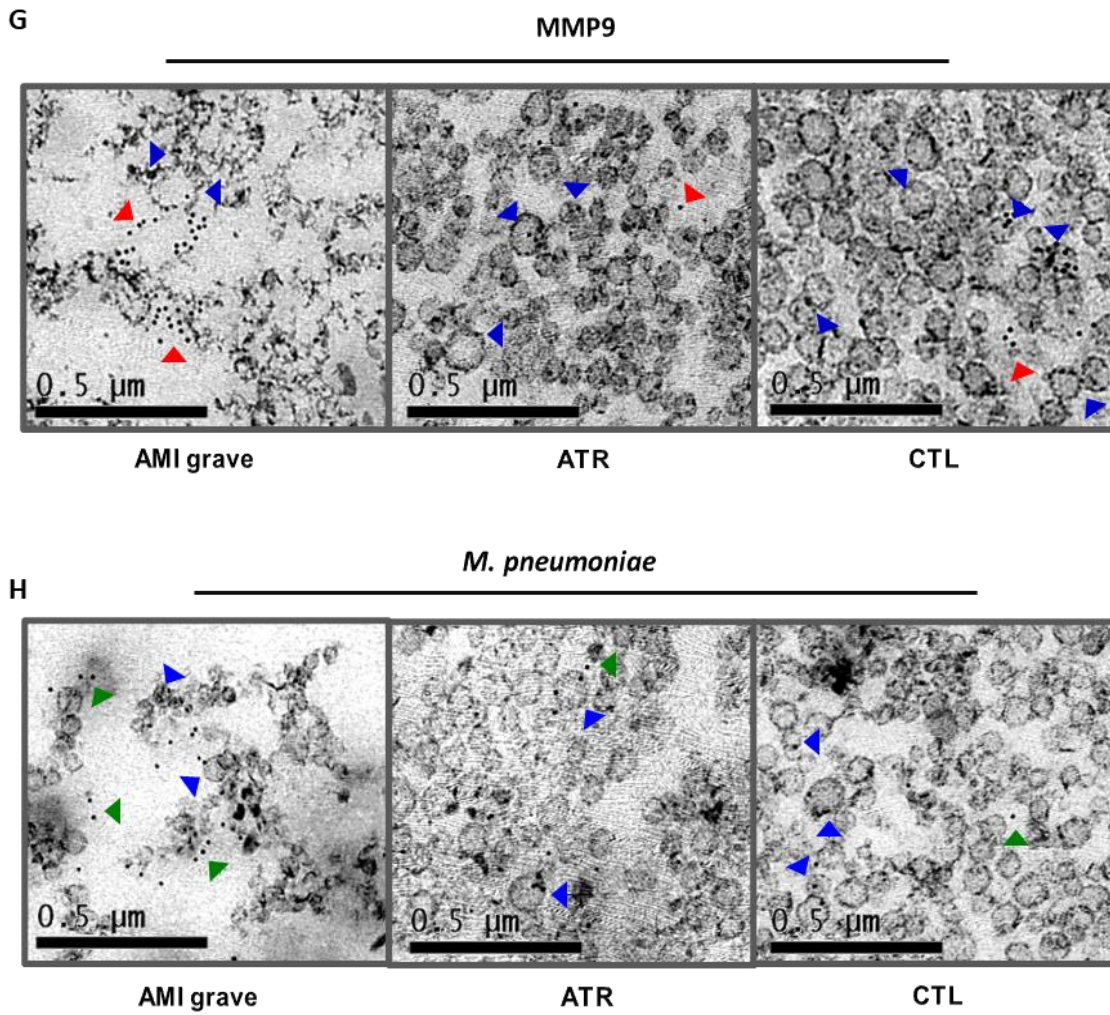 G
MMP9
0.5 µm
0.5 µm
0.5 µm
AMI grave
ATR
CTL
H
M. pneumoniae
0.5 µm
0.5 µm
0.5 µm
AMI grave
ATR
CTL